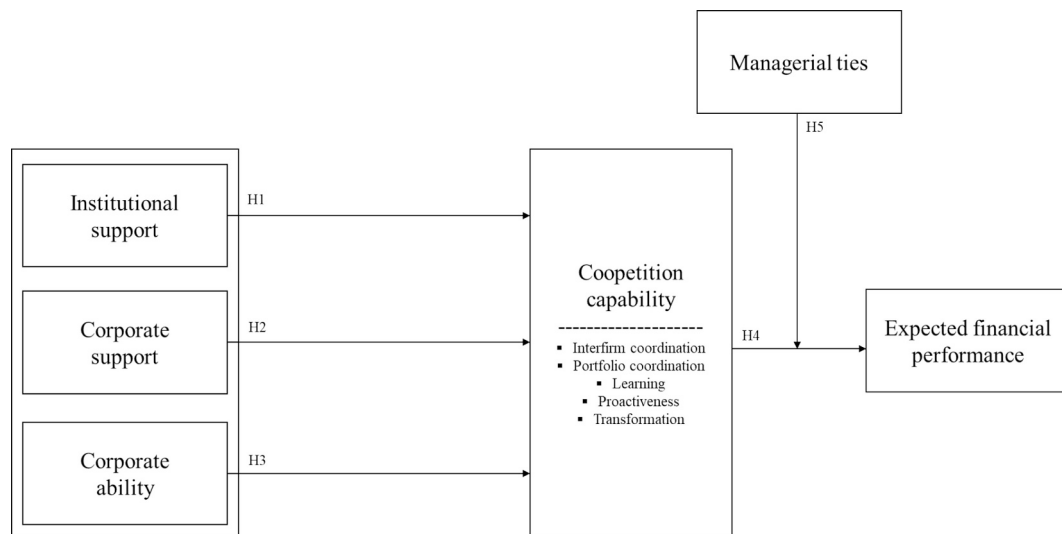 Managerial ties
H5
Institutional
support
H1
Corporate
support
H2
Corporate
ability
H3
Coopetition
capability
▪ Interfirm coordination
▪ Portfolio coordination
▪ Learning
▪ Proactiveness
▪ Transformation
H4
Expected financial
performance